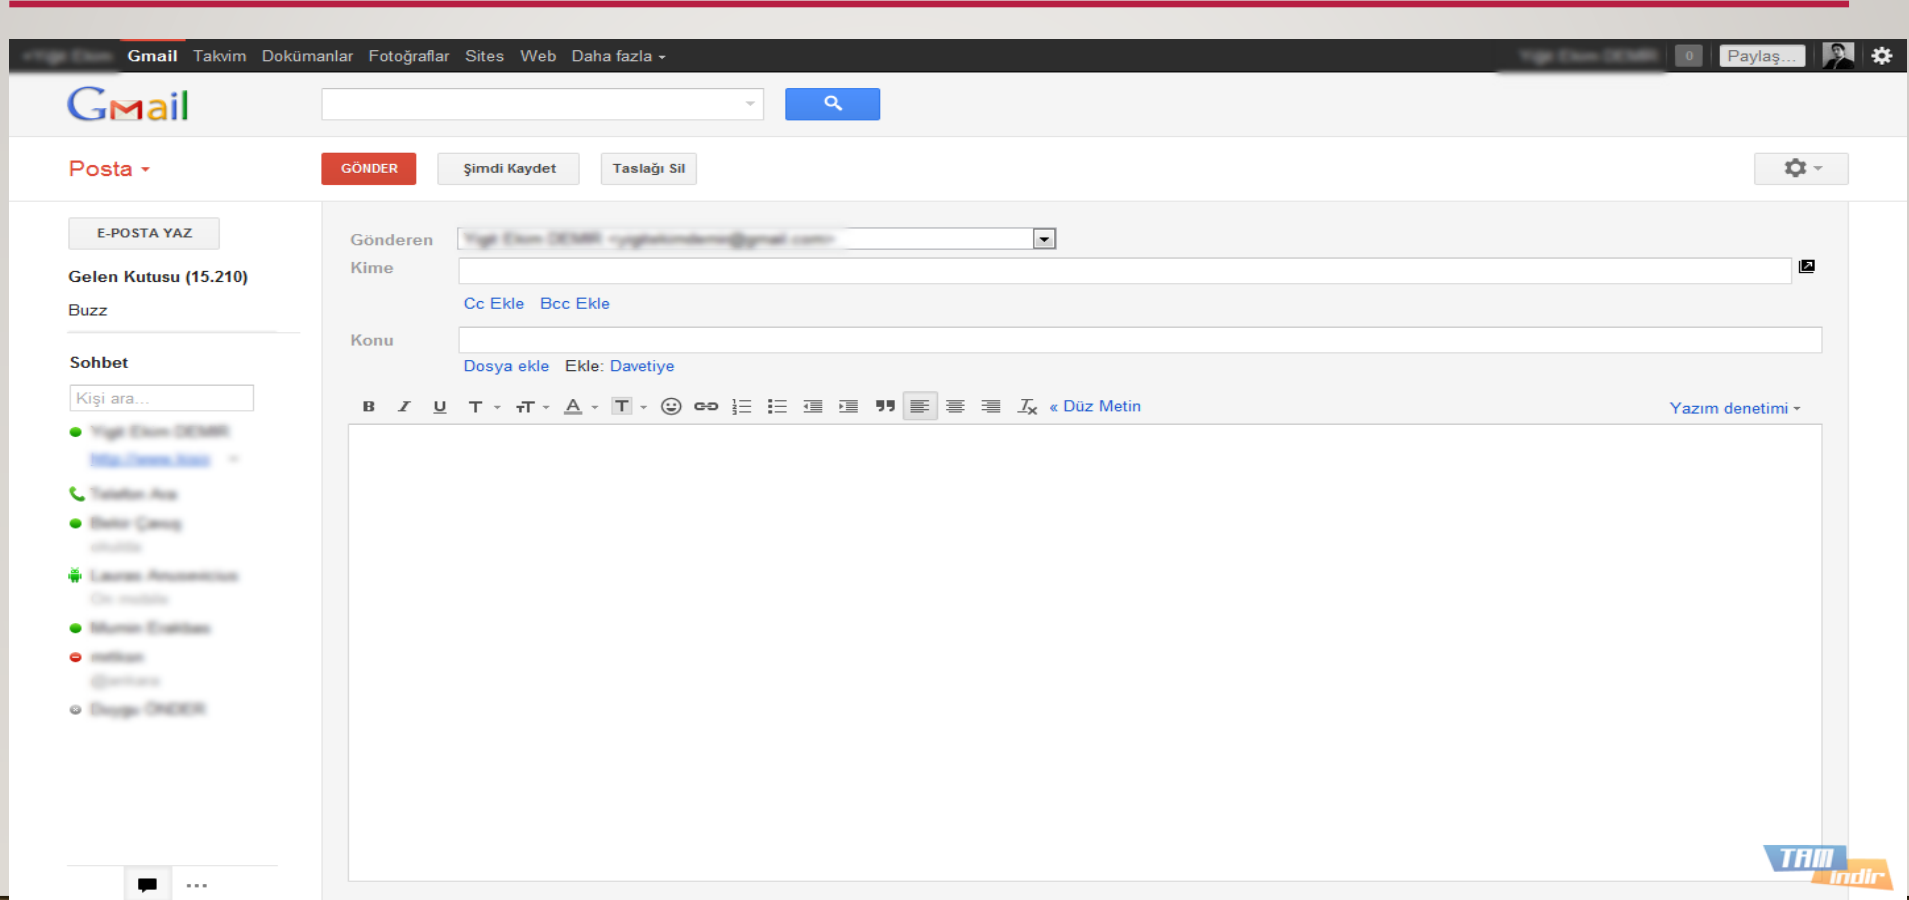 Gmail Takvim Dokümanlar Fotoğraflar Sites Web Daha fazla 0 Paylaş...
Gmail
Posta GÖNDER Şimdi Kaydet Taslağı Sil
E-POSTA YAZ
Gelen Kutusu (15.210)
Buzz
Sohbet
Kişi ara...
Gönderen
Kime
Cc Ekle Bcc Ekle
Konu
Dosya ekle Ekle: Davetiye
B I U T T A T « Düz Metin Yazım denetimi
TAM
indir